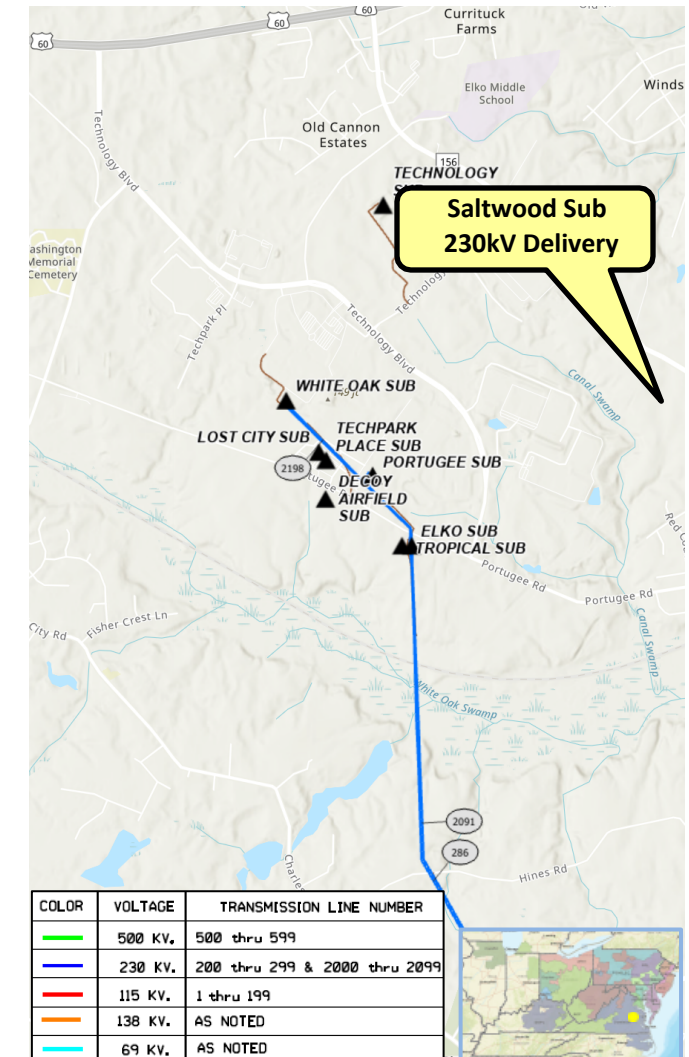 Currituck
Farms
60
60
60
Elko Middle
School
Winds
Technology Blvd
Old Cannon
Estates
156
TECHNOLOGY
Saltwood Sub
230kV Delivery
ashington
Memorial
Cemetery
Technology
Techpark Pl
Technology Blvd
Canal Swamp
WHITE OAK SUB
149 ft
TECHPARK
PLACE SUB
LOST CITY SUB
PORTUGEE SUB
2198
DECOY
AIRFIELD
SUB
ELKO SUB
TROPICAL SUB
Portugee Rd
Portugee Rd
Canal Swamp
City Rd
Fisher Crest Ln
White Oak Swamp
2091
286
Hines Rd
Charles
COLOR VOLTAGE TRANSMISSION LINE NUMBER
500 KV. 500 thru 599
230 KV. 200 thru 299 & 2000 thru 2099
115 KV. 1 thru 199
138 KV. AS NOTED
69 KV. AS NOTED